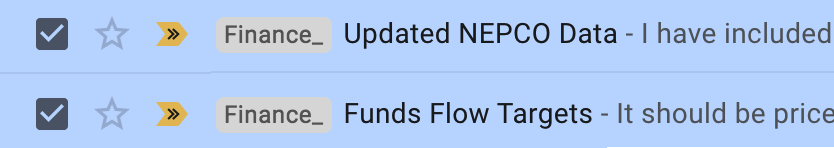 Finance_ Updated NEPCO Data - I have included
Finance_ Funds Flow Targets - It should be price